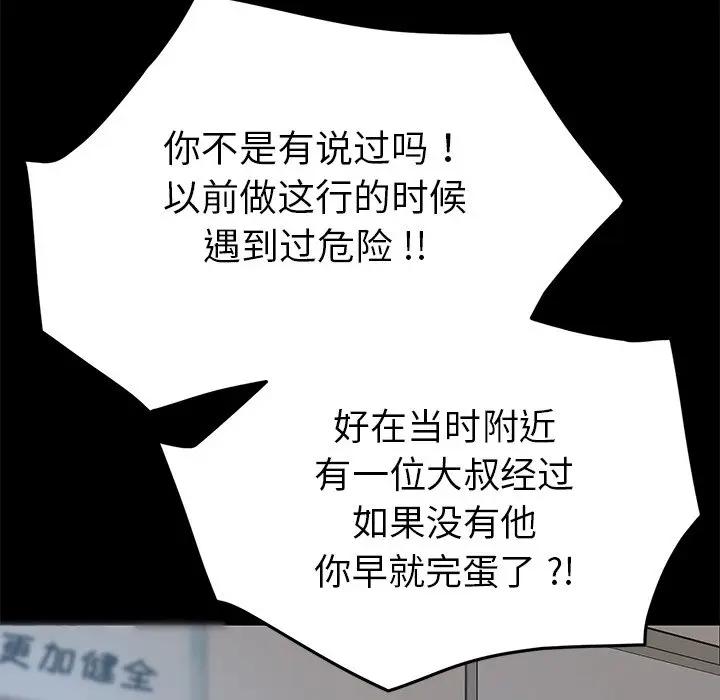 你不是有说过吗！
以前做这行的时候
遇到过危险!!
好在当时附近
有一位大叔经过
如果没有他
你早就完蛋了?!
更加健全